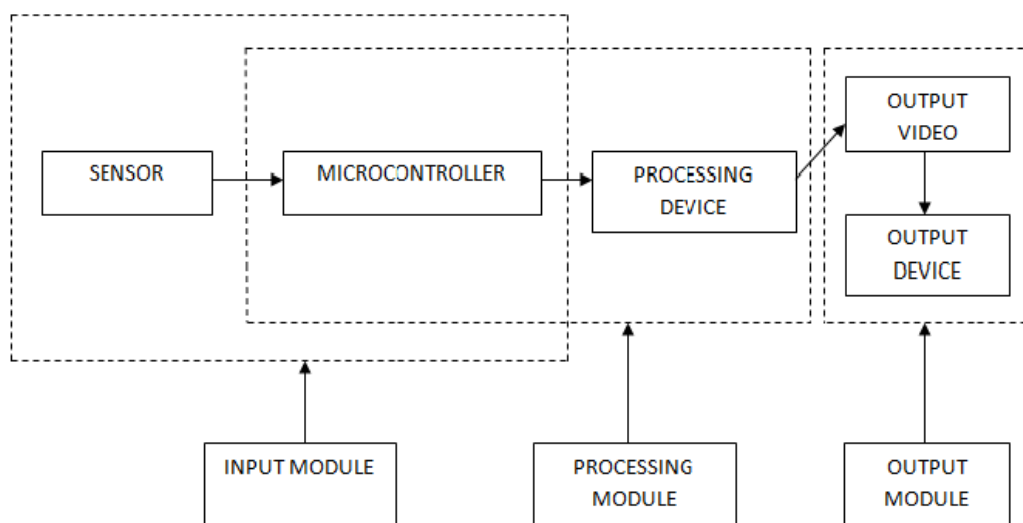 SENSOR
MICROCONTROLLER
PROCESSING
DEVICE
OUTPUT
VIDEO
OUTPUT
DEVICE
INPUT MODULE
PROCESSING
MODULE
OUTPUT
MODULE